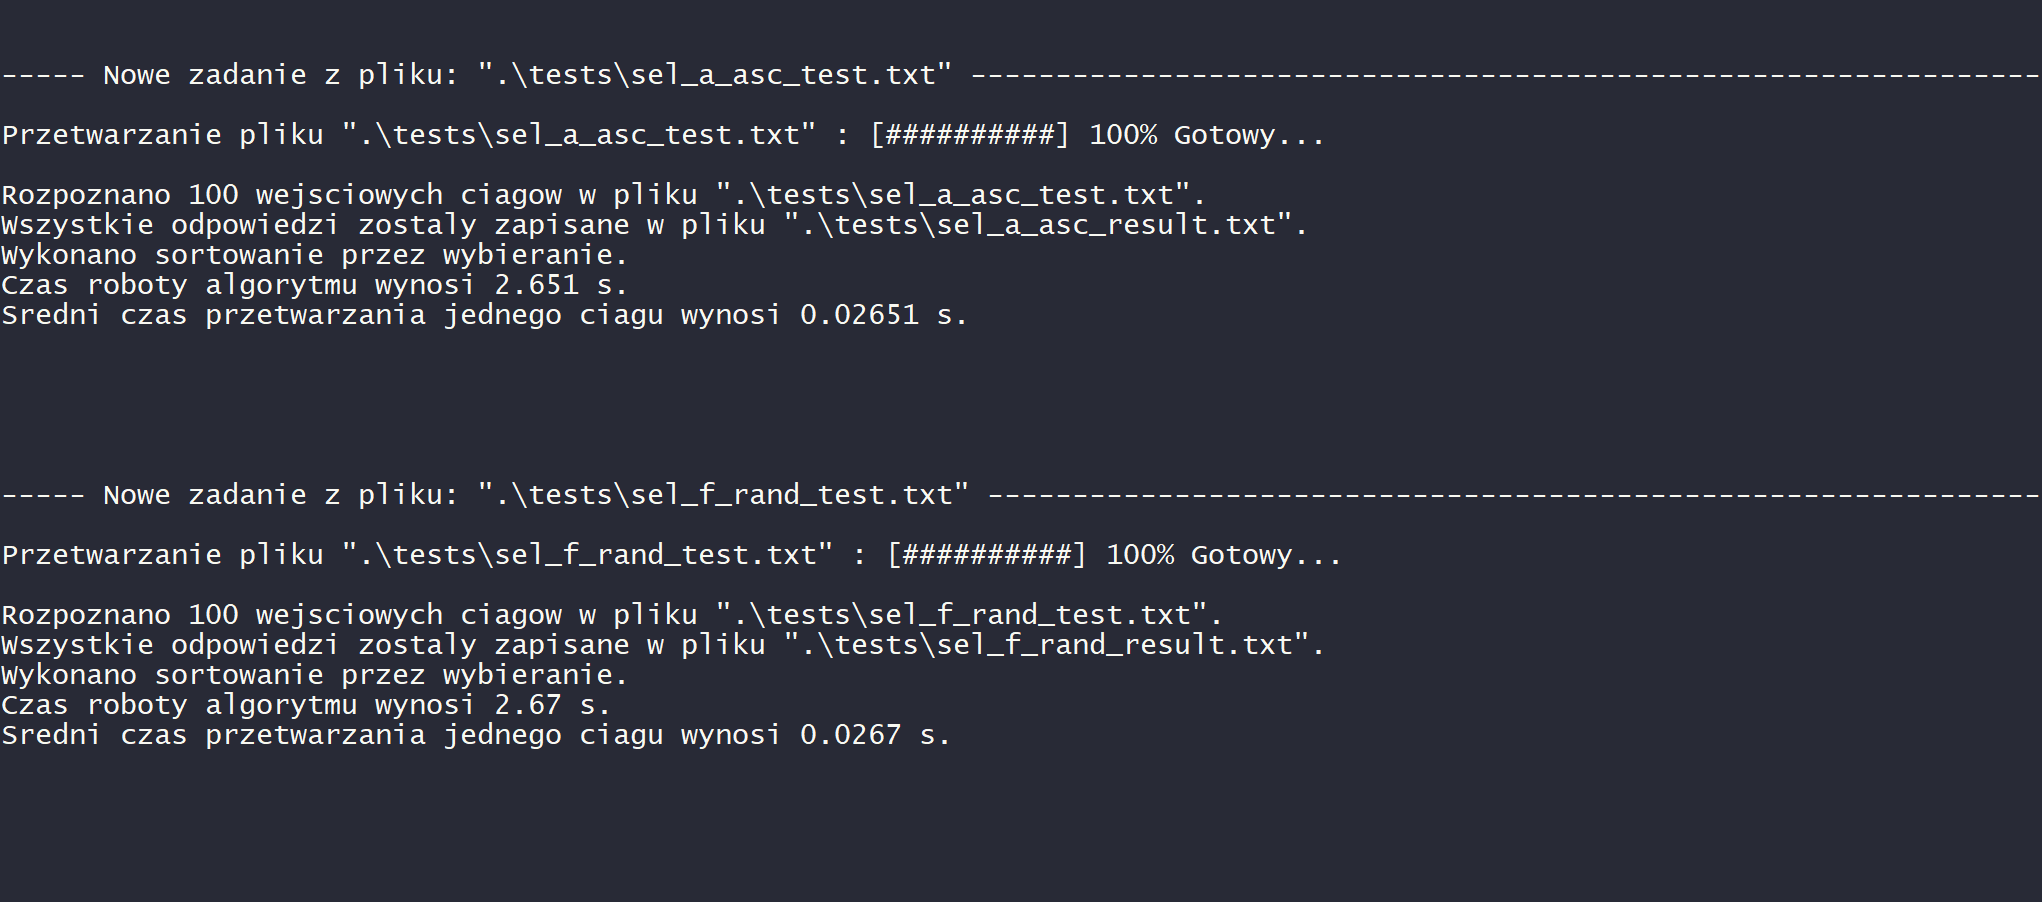 ----- Nowe zadanie z pliku: ".\tests\sel_a_asc_test.txt" ---------------------------------------------------------------
Przetwarzanie pliku ".\tests\sel_a_asc_test.txt" : [##########] 100% Gotowy...
Rozpoznano 100 wejsciowych ciagow w pliku ".\tests\sel_a_asc_test.txt".
Wszystkie odpowiedzi zostaly zapisane w pliku ".\tests\sel_a_asc_result.txt".
Wykonano sortowanie przez wybieranie.
Czas roboty algorytmu wynosi 2.651 s.
Sredni czas przetwarzania jednego ciagu wynosi 0.02651 s.
----- Nowe zadanie z pliku: ".\tests\sel_f_rand_test.txt" --------------------------------------------------------------
Przetwarzanie pliku ".\tests\sel_f_rand_test.txt" : [##########] 100% Gotowy...
Rozpoznano 100 wejsciowych ciagow w pliku ".\tests\sel_f_rand_test.txt".
Wszystkie odpowiedzi zostaly zapisane w pliku ".\tests\sel_f_rand_result.txt".
Wykonano sortowanie przez wybieranie.
Czas roboty algorytmu wynosi 2.67 s.
Sredni czas przetwarzania jednego ciagu wynosi 0.0267 s.